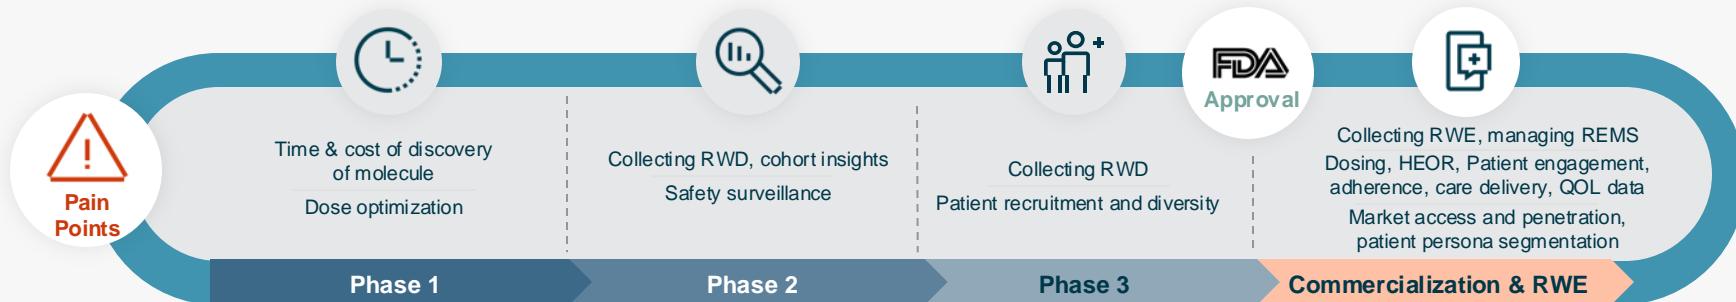 Pain
Points
Time & cost of discovery
of molecule
Dose optimization
Phase 1
Collecting RWD, cohort insights
Safety surveillance
Phase 2
Collecting RWD
Patient recruitment and diversity
Phase 3
FDA
Approval
Collecting RWE, managing REMS
Dosing, HEOR, Patient engagement,
adherence, care delivery, QOL data
Market access and penetration,
patient persona segmentation
Commercialization & RWE